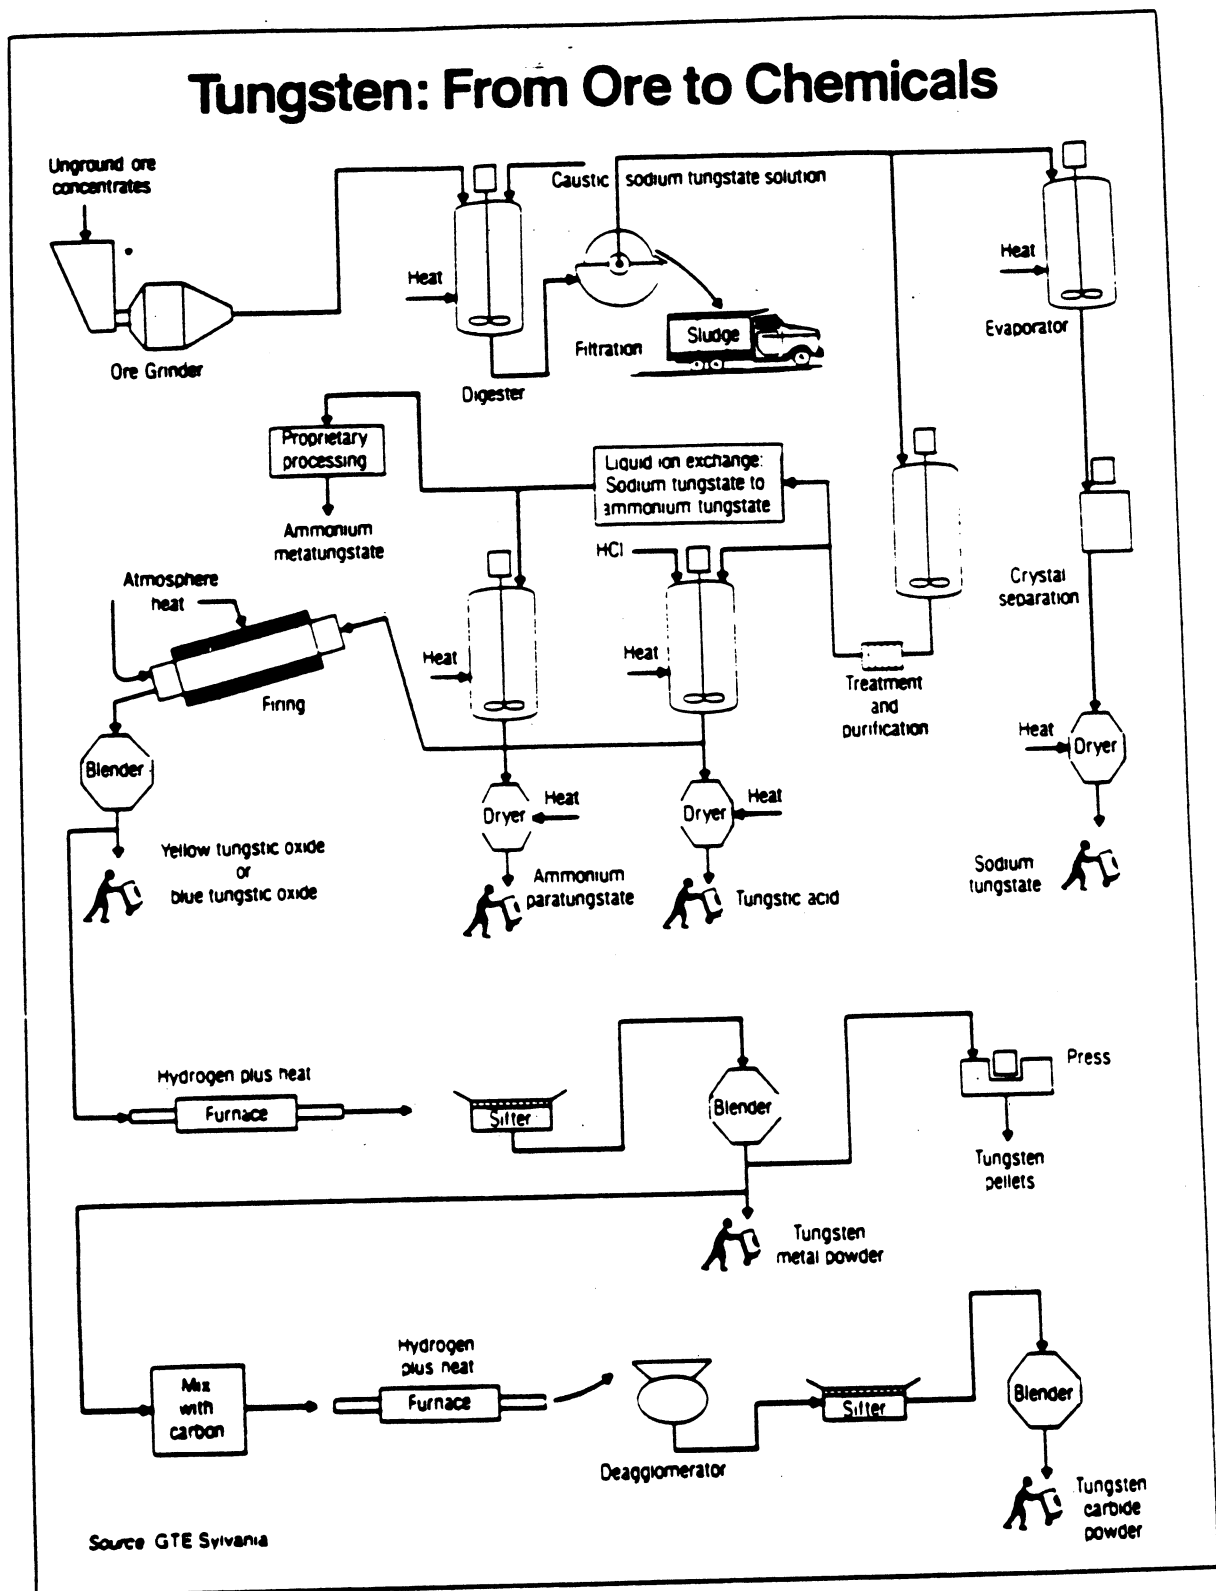 Tungsten: From Ore to Chemicals
Unground ore
concentrates
Caustic
sodium tungstate solution
Heat
Heat
Ore Grinder
Digester
Filtration
Sludge
Evaporator
Proprietary
processing
Ammonium
metatungstate
Liquid ion exchange:
Sodium tungstate to
ammonium tungstate
HCl
Crystal
separation
Atmosphere
heat
Firing
Heat
Heat
Treatment
and
purification
Heat
Dryer
Blender
Dryer
Heat
Dryer
Heat
Yellow tungstic oxide
or
blue tungstic oxide
Ammonium
paratungstate
Tungstic acid
Sodium
tungstate
Hydrogen plus heat
Furnace
Sifter
Blender
Press
Tungsten
pellets
Tungsten
metal powder
Mix
with
carbon
Hydrogen
plus heat
Furnace
Deagglomerator
Sifter
Blender
Tungsten
carbide
powder
Source GTE Sylvania